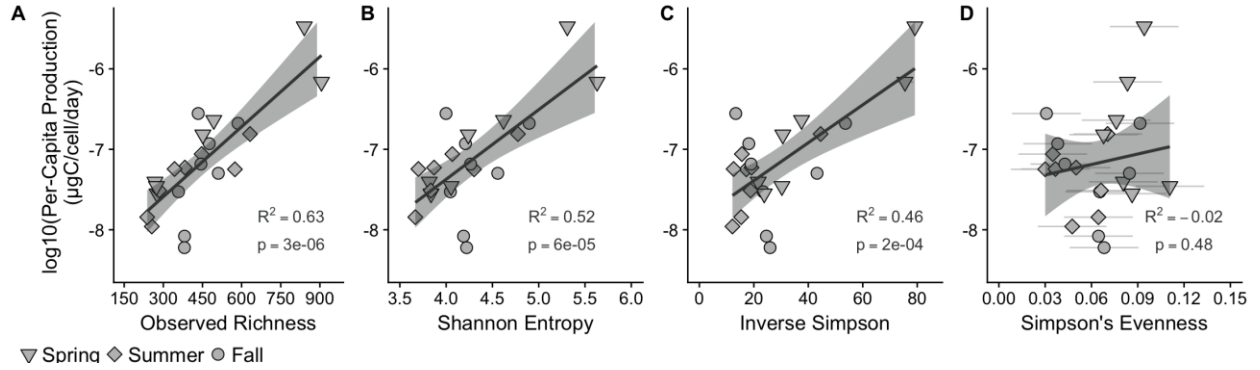 A
B
C
D
log10(Per-Capita Production)
(μgC/cell/day)
-6
-7
-8
R² = 0.63
p = 3e-06
150 300 450 600 750 900
Observed Richness
-6
-7
-8
R² = 0.52
p = 6e-05
3.5 4.0 4.5 5.0 5.5 6.0
Shannon Entropy
-6
-7
-8
R² = 0.46
p = 2e-04
0 20 40 60 80
Inverse Simpson
-6
-7
-8
R² = −0.02
p = 0.48
0.00 0.03 0.06 0.09 0.12 0.15
Simpson's Evenness
Spring Summer Fall